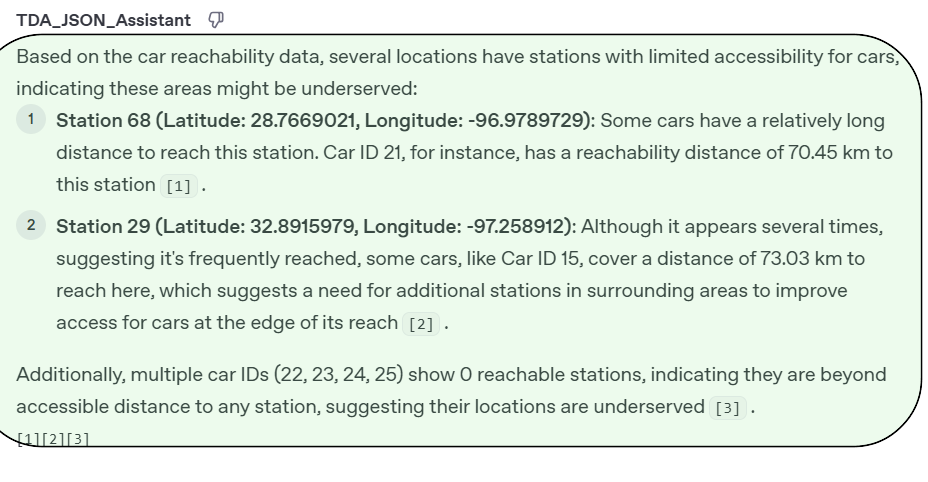 TDA_JSON_Assistant
Based on the car reachability data, several locations have stations with limited accessibility for cars,
indicating these areas might be underserved:
1 Station 68 (Latitude: 28.7669021, Longitude: -96.9789729): Some cars have a relatively long
distance to reach this station. Car ID 21, for instance, has a reachability distance of 70.45 km to
this station [1] .
2 Station 29 (Latitude: 32.8915979, Longitude: -97.258912): Although it appears several times,
suggesting it's frequently reached, some cars, like Car ID 15, cover a distance of 73.03 km to
reach here, which suggests a need for additional stations in surrounding areas to improve
access for cars at the edge of its reach [2] .
Additionally, multiple car IDs (22, 23, 24, 25) show 0 reachable stations, indicating they are beyond
accessible distance to any station, suggesting their locations are underserved [3] .
[1][2][3]